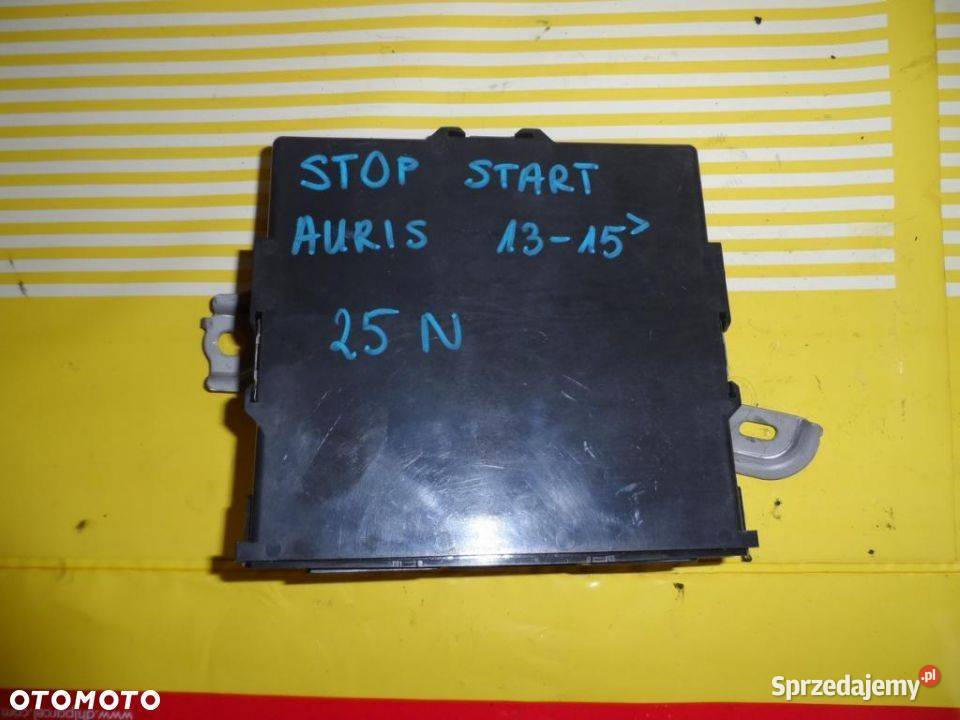 STOP START
AURIS 13-15>
25 N
OTOMOTO
Sprzedajemy.pl